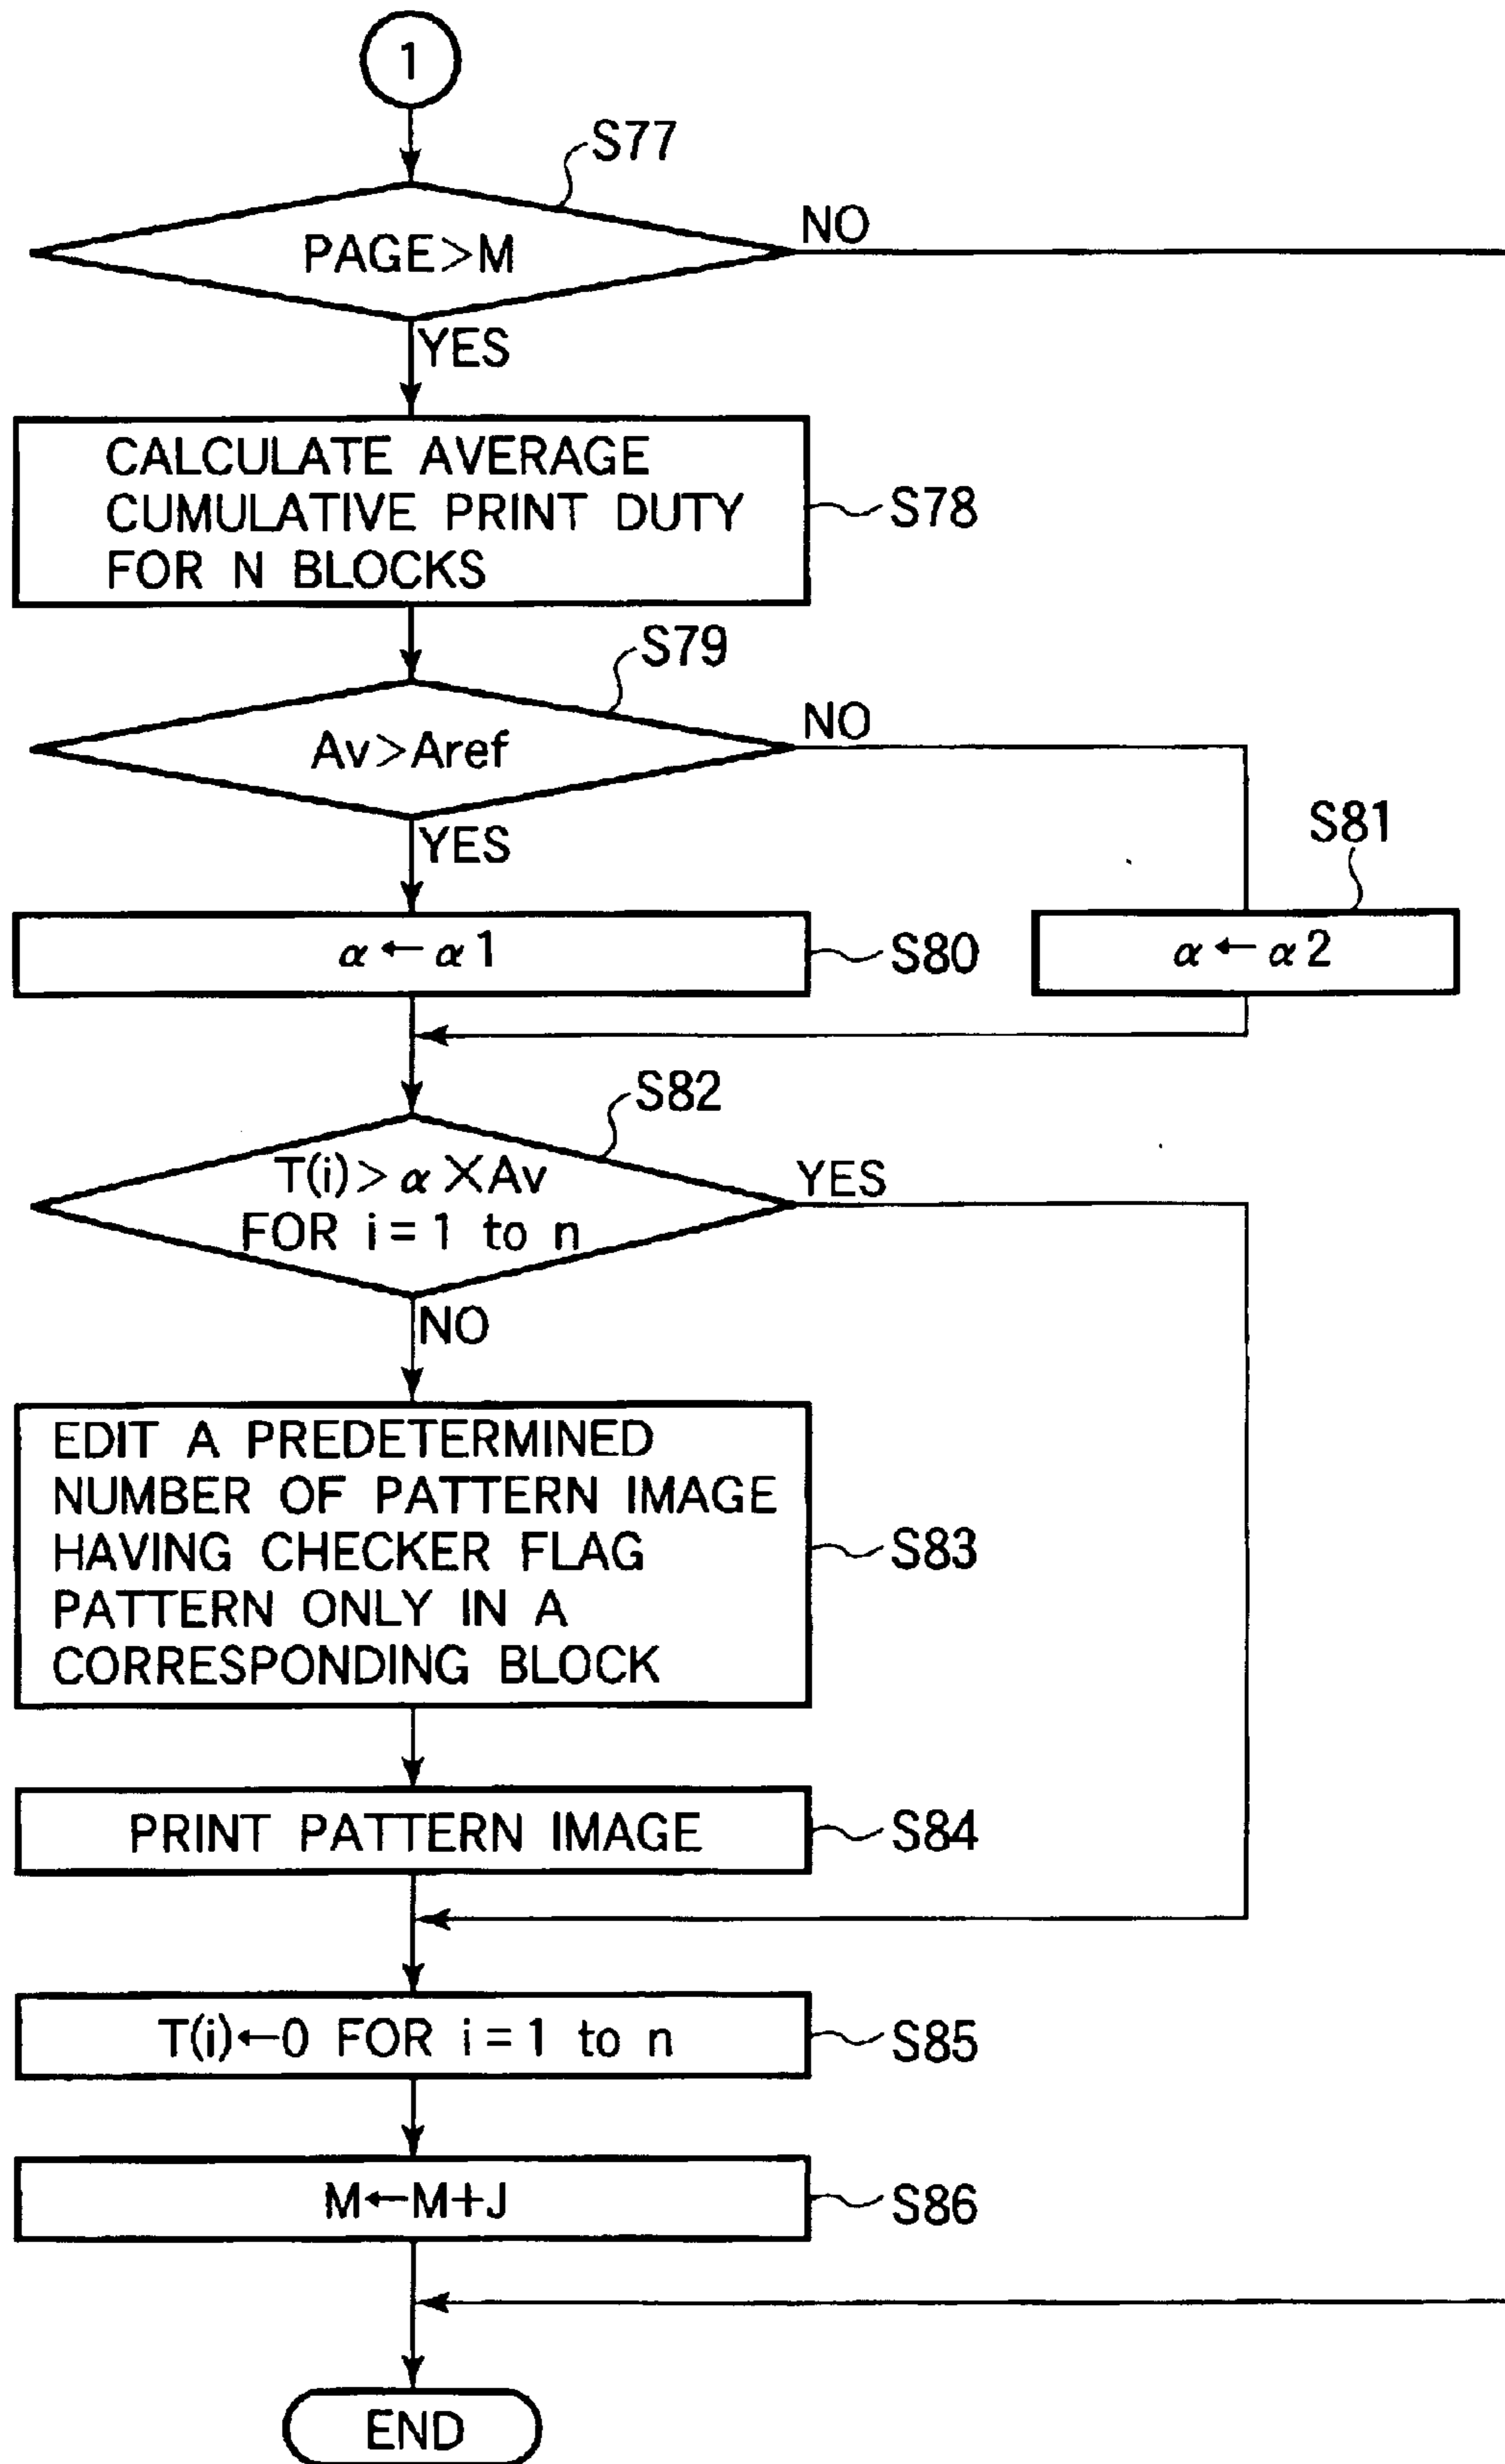 1
S77
PAGE>M
NO
YES
CALCULATE AVERAGE
CUMULATIVE PRINT DUTY
FOR N BLOCKS
S78
S79
Av>Aref
NO
YES
S81
α←α1
S80
α←α2
S82
T(i)>α×Av
FOR i=1 to n
YES
NO
EDIT A PREDETERMINED
NUMBER OF PATTERN IMAGE
HAVING CHECKER FLAG
PATTERN ONLY IN A
CORRESPONDING BLOCK
S83
PRINT PATTERN IMAGE
S84
T(i)←0 FOR i=1 to n
S85
M←M+J
S86
END